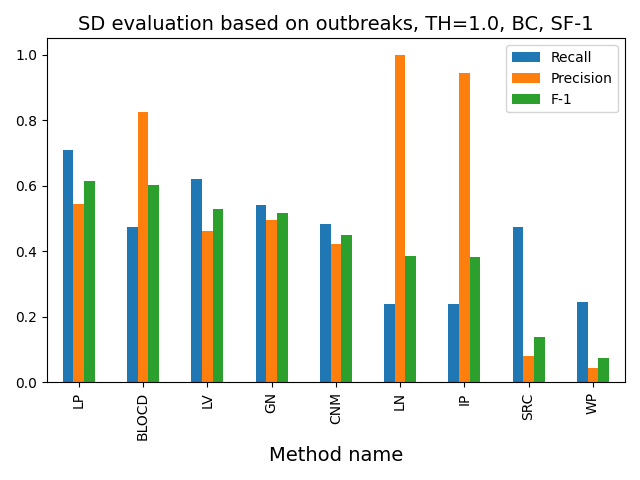 SD evaluation based on outbreaks, TH=1.0, BC, SF-1
Recall
Precision
F-1
1.0
0.8
0.6
0.4
0.2
0.0
LP
BLOCD
LV
GN
CNM
LN
IP
SRC
WP
Method name